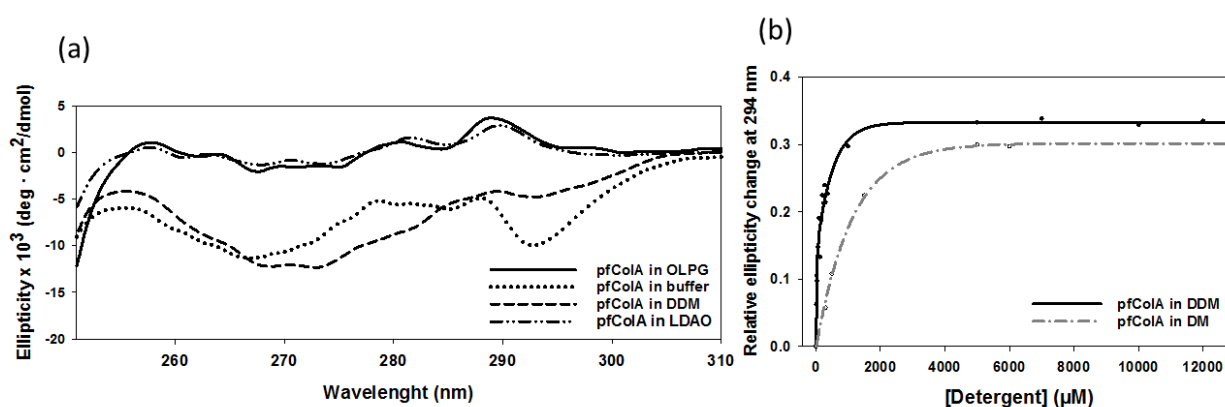 (a)
Ellipticity x 10³ (deg · cm²/dmol)
5
0
-5
-10
-15
-20
260
270
280
290
300
310
Wavelenght (nm)
pfColA in OLPG
pfColA in buffer
pfColA in DDM
pfColA in LDAO
(b)
Relative ellipticity change at 294 nm
0.4
0.3
0.2
0.1
0.0
0
2000
4000
6000
8000
10000
12000
[Detergent] (µM)
pfColA in DDM
pfColA in DM